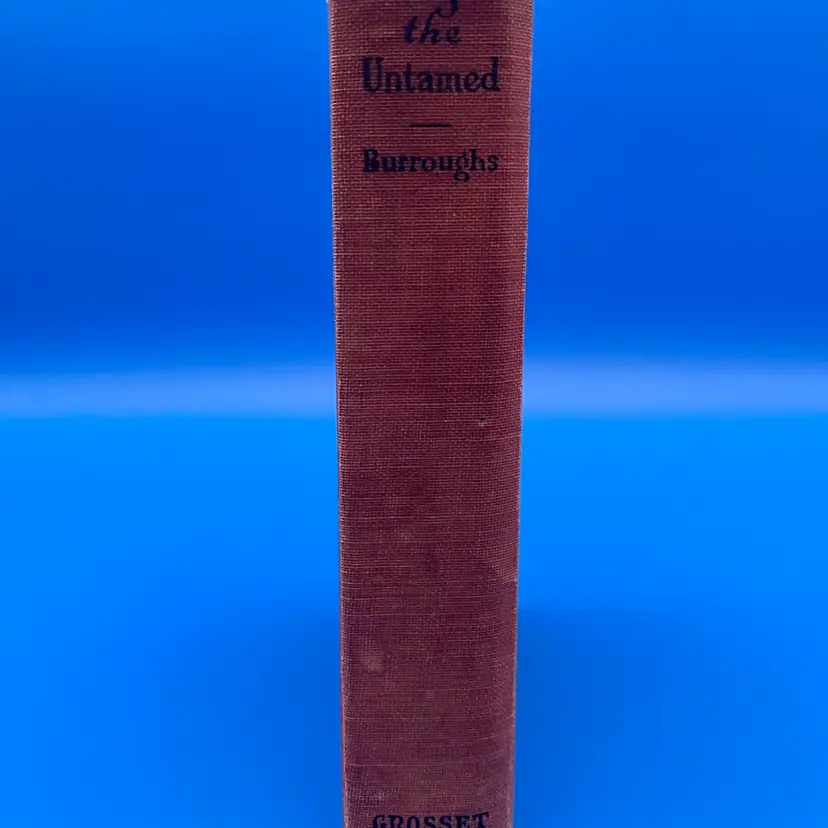 the
Untamed
Burroughs
GROSSET